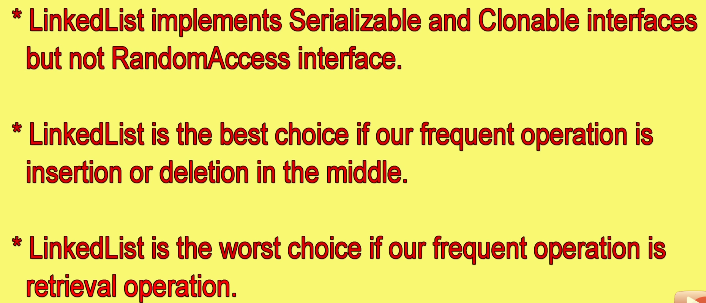 * LinkedList implements Serializable and Clonable interfaces
but not RandomAccess interface.
* LinkedList is the best choice if our frequent operation is
insertion or deletion in the middle.
* LinkedList is the worst choice if our frequent operation is
retrieval operation.